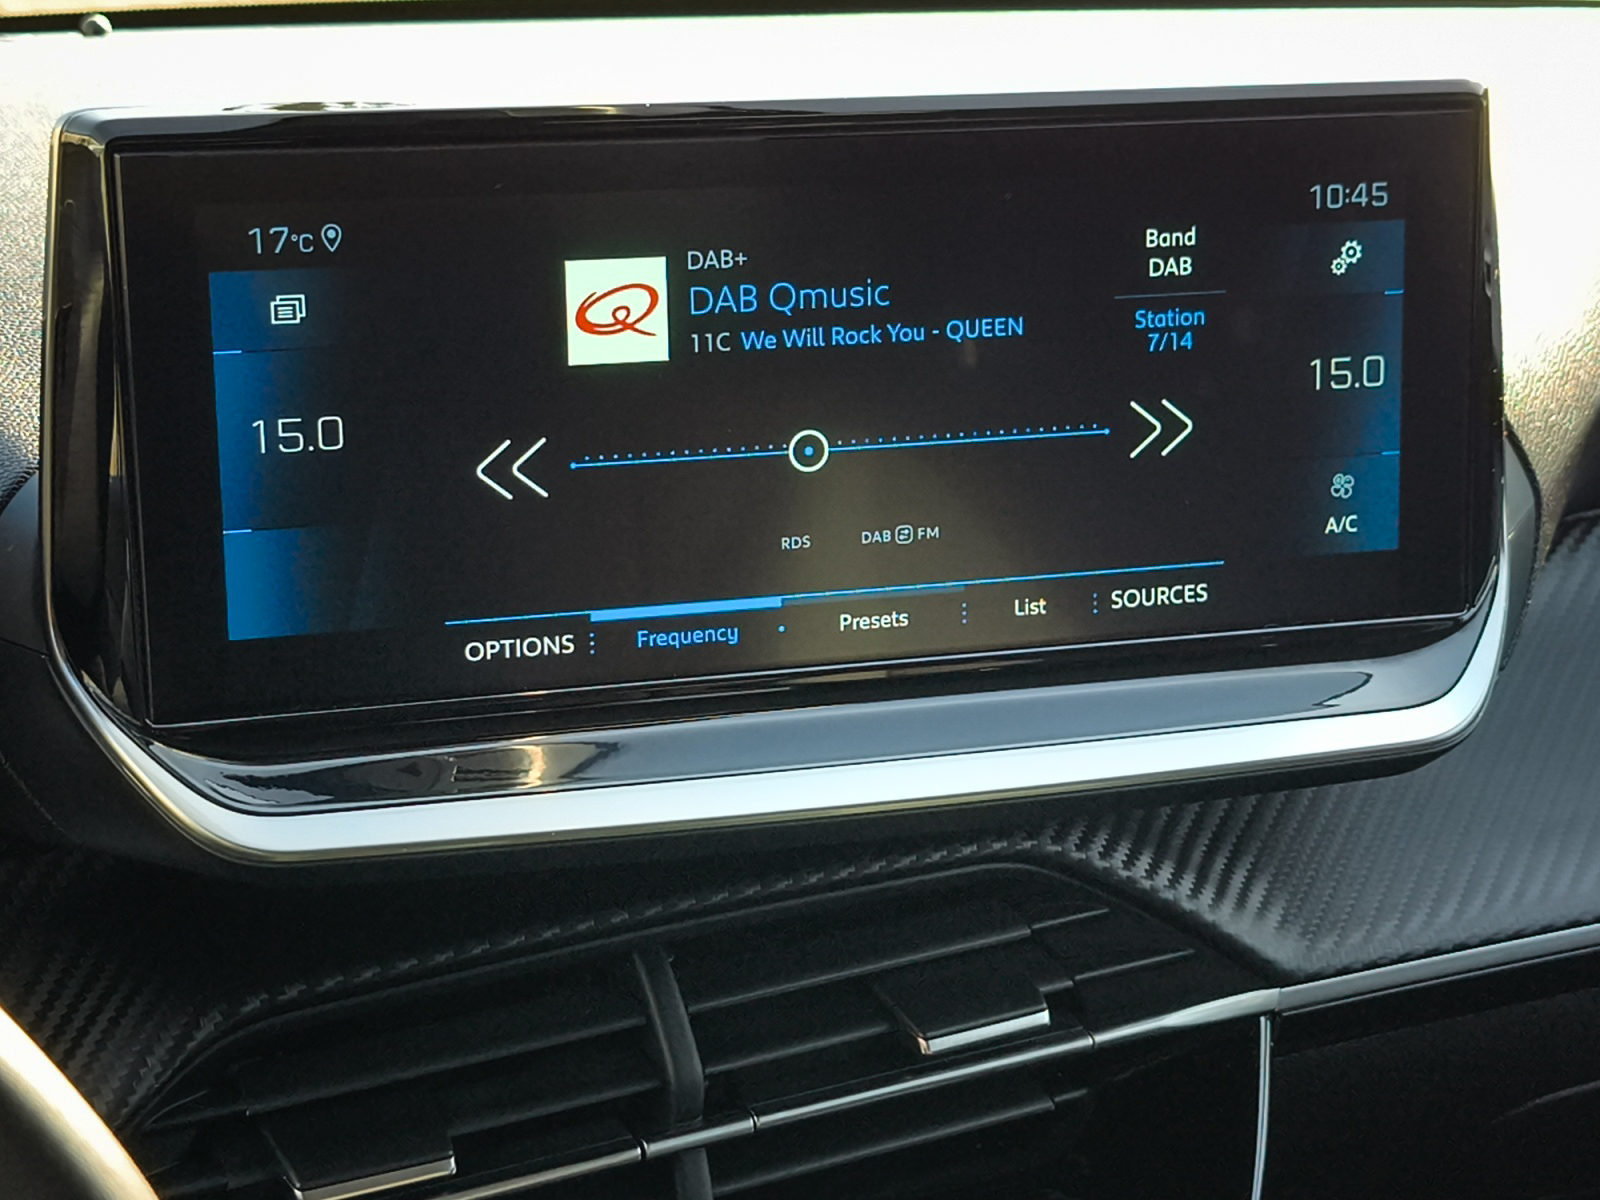 17°C
10:45
DAB+
DAB Qmusic
11C We Will Rock You - QUEEN
Band
DAB
Station
7/14
15.0
15.0
RDS
DAB FM
A/C
OPTIONS
Frequency
Presets
List
SOURCES